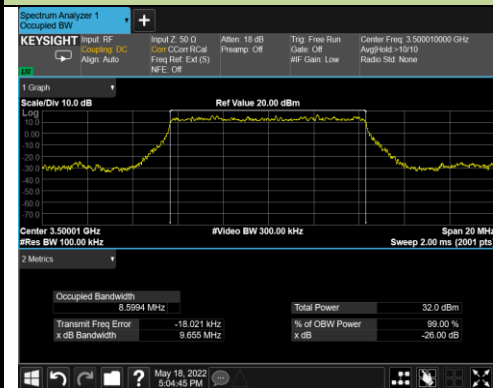 Spectrum Analyzer 1
Occupied BW
KEYSIGHT
Input: RF
Coupling: DC
Align: Auto
Input Z: 50 Ω
Corr CCorr RCal
Freq Ref: Ext (S)
NFE: Off
Atten: 18 dB
Preamp: Off
Trig: Free Run
Gate: Off
#IF Gain: Low
Center Freq: 3.500010000 GHz
Avg|Hold:>10/10
Radio Std: None
1 Graph
Scale/Div 10.0 dB
Ref Value 20.00 dBm
Log
10.0
0.00
-10.0
-20.0
-30.0
-40.0
-50.0
-60.0
-70.0
Center 3.50001 GHz
#Video BW 300.00 kHz
Span 20 MHz
#Res BW 100.00 kHz
Sweep 2.00 ms (2001 pts)
2 Metrics
Occupied Bandwidth
8.5994 MHz
Total Power 32.0 dBm
Transmit Freq Error -18.021 kHz
% of OBW Power 99.00 %
x dB Bandwidth 9.655 MHz
x dB -26.00 dB
May 18, 2022
5:04:45 PM